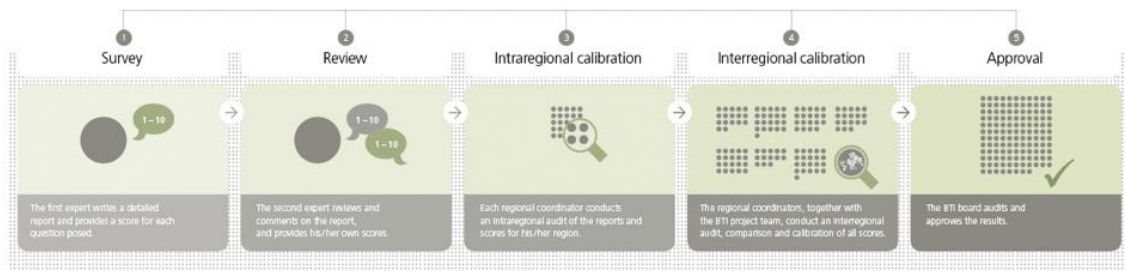 1
Survey
1–10
The first expert writes a detailed
report and provides a score for each
question posed.
2
Review
1–10
1–10
The second expert reviews and
comments on the report,
and provides his/her own scores.
3
Intraregional calibration
Each regional coordinator conducts
an intraregional audit of the reports and
scores for his/her region.
4
Interregional calibration
The regional coordinators, together with
the BTI project team, conduct an interregional
audit, comparison and calibration of all scores.
5
Approval
The BTI board audits and
approves the results.